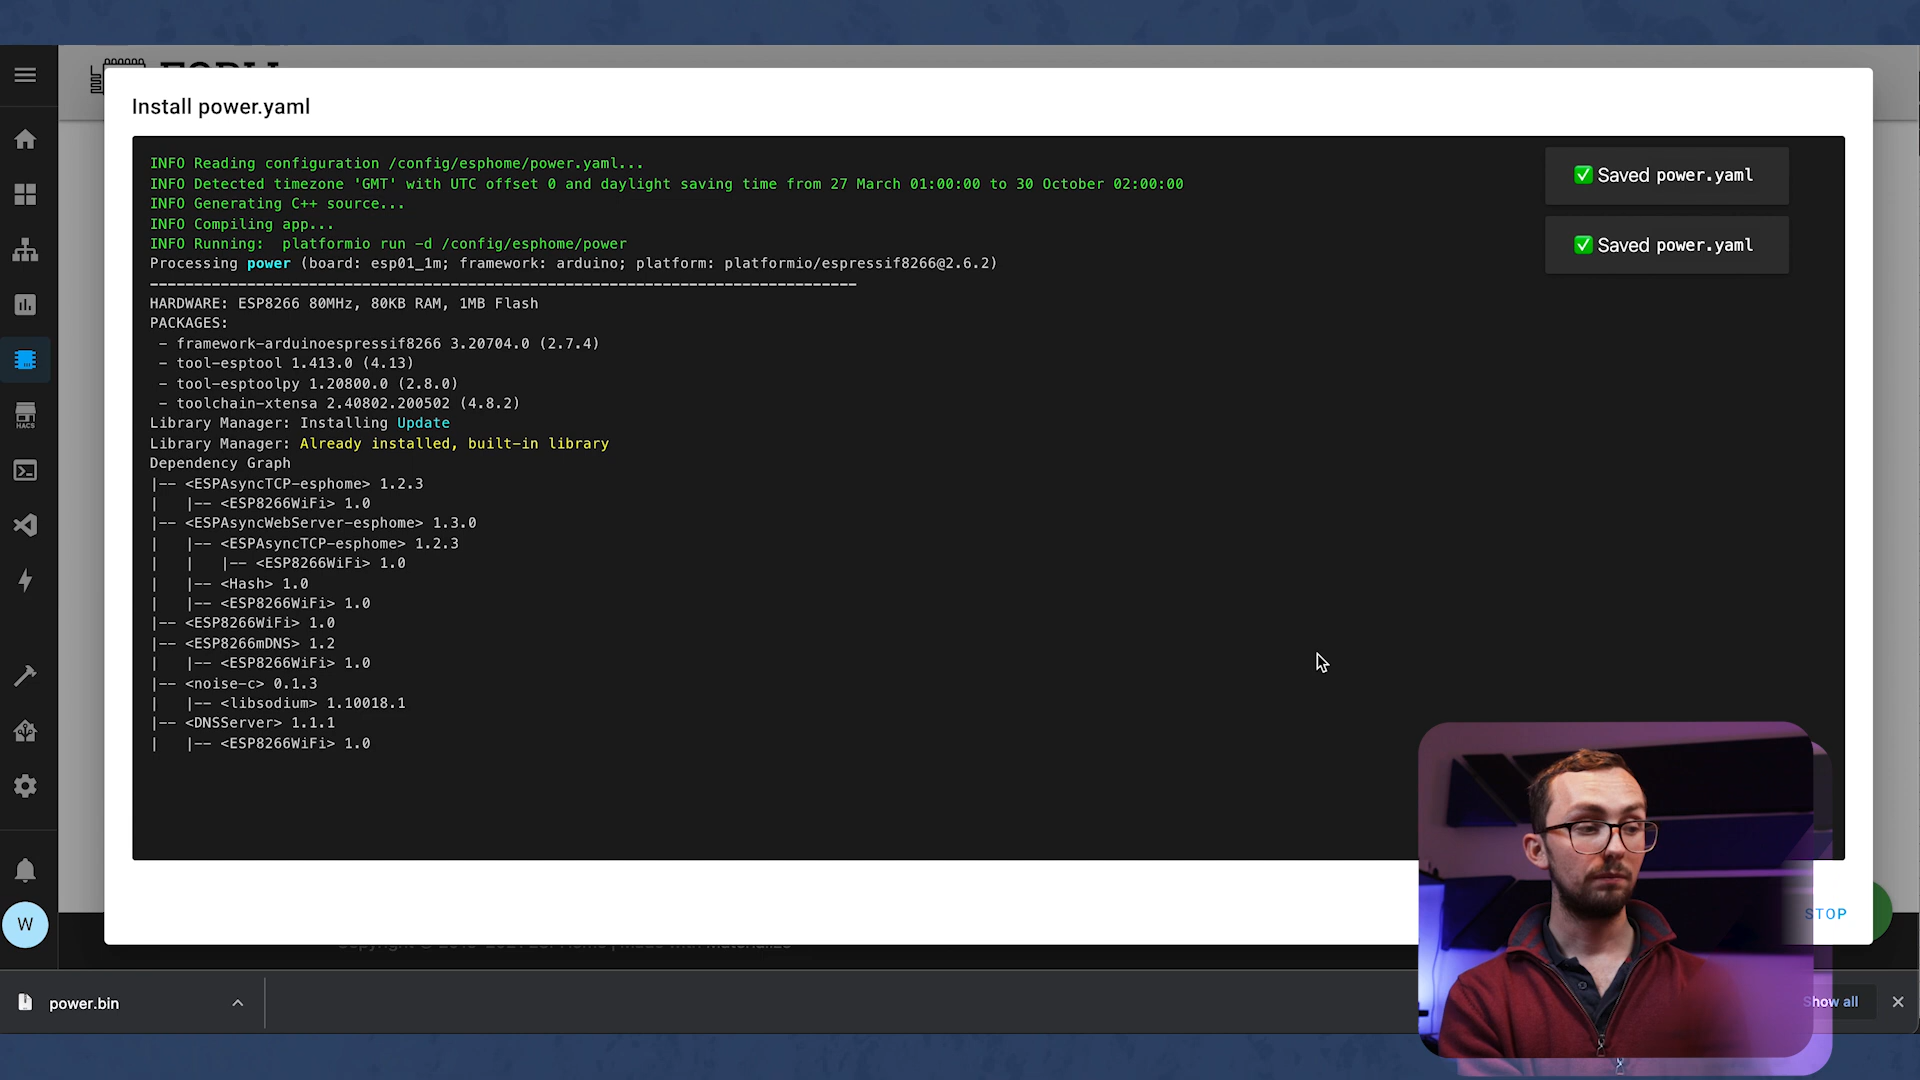 Install power.yaml
INFO Reading configuration /config/esphome/power.yaml...
INFO Detected timezone 'GMT' with UTC offset 0 and daylight saving time from 27 March 01:00:00 to 30 October 02:00:00
INFO Generating C++ source...
INFO Compiling app...
INFO Running:  platformio run -d /config/esphome/power
Processing power (board: esp01_1m; framework: arduino; platform: platformio/espressif8266@2.6.2)
--------------------------------------------------------------------------------
HARDWARE: ESP8266 80MHz, 80KB RAM, 1MB Flash
PACKAGES:
- framework-arduinoespressif8266 3.20704.0 (2.7.4)
- tool-esptool 1.413.0 (4.13)
- tool-esptoolpy 1.20800.0 (2.8.0)
- toolchain-xtensa 2.40802.200502 (4.8.2)
Library Manager: Installing Update
Library Manager: Already installed, built-in library
Dependency Graph
|-- <ESPAsyncTCP-esphome> 1.2.3
|   |-- <ESP8266WiFi> 1.0
|-- <ESPAsyncWebServer-esphome> 1.3.0
|   |-- <ESPAsyncTCP-esphome> 1.2.3
|   |   |-- <ESP8266WiFi> 1.0
|   |-- <Hash> 1.0
|   |-- <ESP8266WiFi> 1.0
|-- <ESP8266WiFi> 1.0
|-- <ESP8266mDNS> 1.2
|   |-- <ESP8266WiFi> 1.0
|-- <noise-c> 0.1.3
|   |-- <libsodium> 1.10018.1
|-- <DNSServer> 1.1.1
|   |-- <ESP8266WiFi> 1.0
✅ Saved power.yaml
✅ Saved power.yaml
HACS
W
STOP
power.bin
Show all